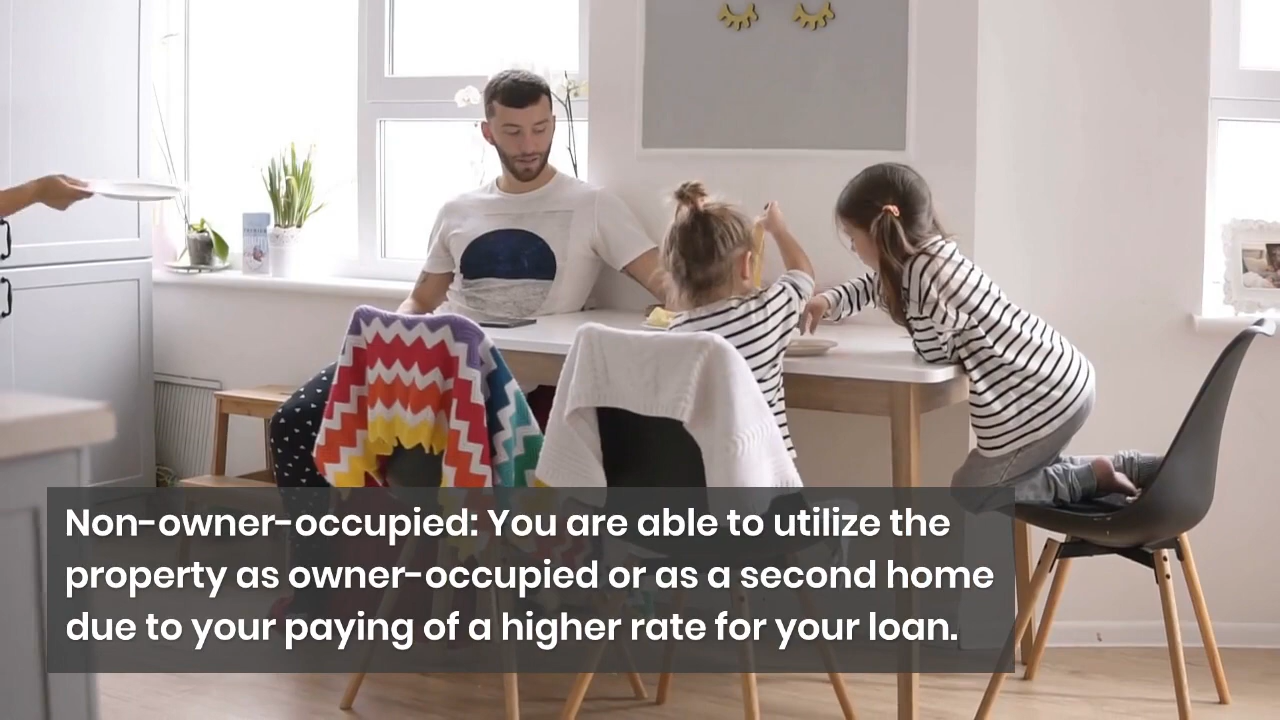 Non-owner-occupied: You are able to utilize the
property as owner-occupied or as a second home
due to your paying of a higher rate for your loan.